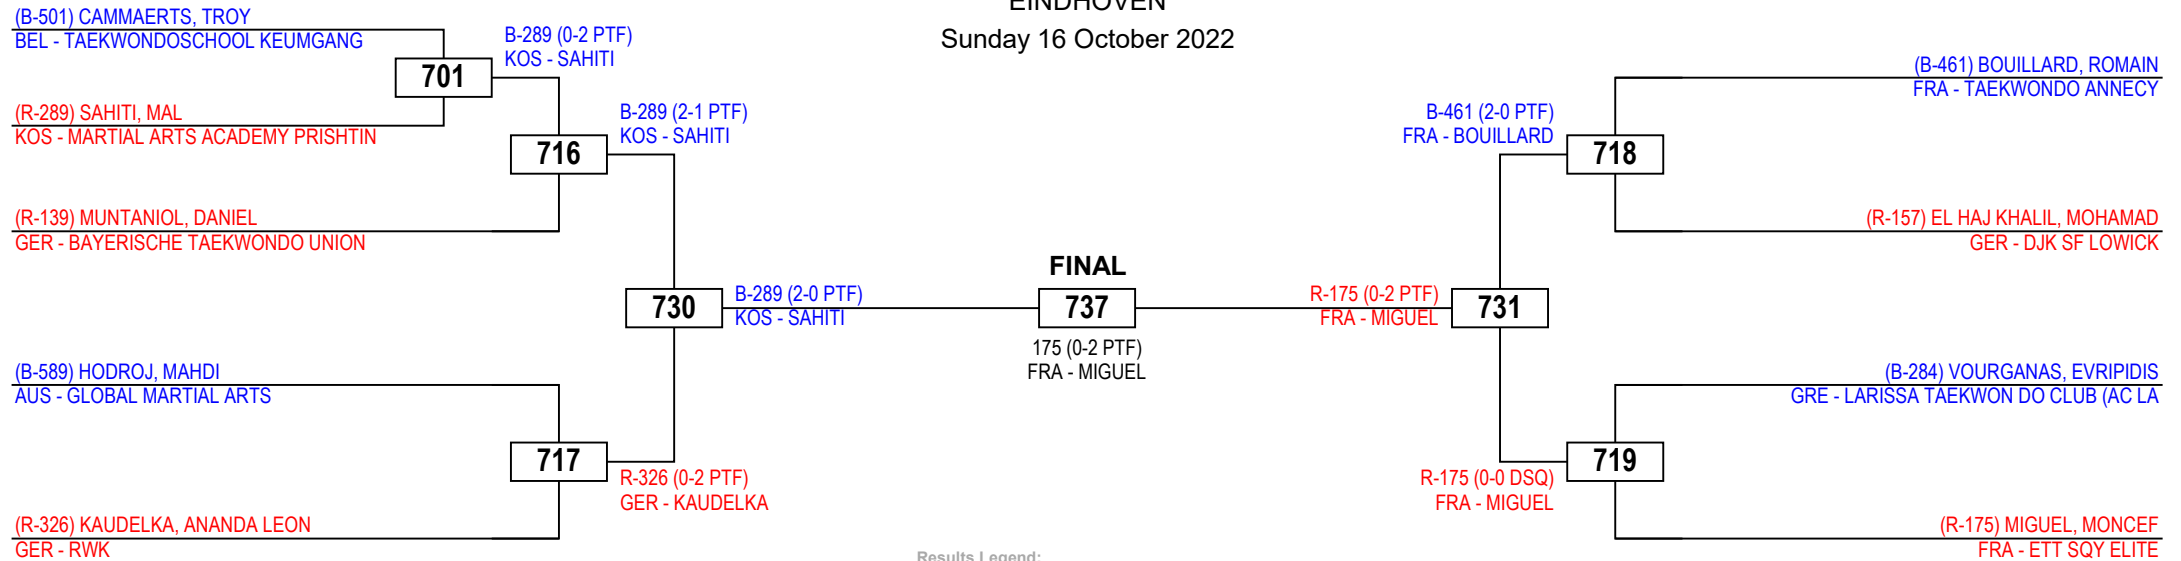 EINDHOVEN
Sunday 16 October 2022
(B-501) CAMMAERTS, TROY
BEL - TAEKWONDOSCHOOL KEUMGANG
701
B-289 (0-2 PTF)
KOS - SAHITI
(R-289) SAHITI, MAL
KOS - MARTIAL ARTS ACADEMY PRISHTIN
716
B-289 (2-1 PTF)
KOS - SAHITI
(R-139) MUNTANIOL, DANIEL
GER - BAYERISCHE TAEKWONDO UNION
730
B-289 (2-0 PTF)
KOS - SAHITI
(B-589) HODROJ, MAHDI
AUS - GLOBAL MARTIAL ARTS
717
R-326 (0-2 PTF)
GER - KAUDELKA
(R-326) KAUDELKA, ANANDA LEON
GER - RWK
FINAL
737
175 (0-2 PTF)
FRA - MIGUEL
(B-461) BOUILLARD, ROMAIN
FRA - TAEKWONDO ANNECY
B-461 (2-0 PTF)
FRA - BOUILLARD
718
(R-157) EL HAJ KHALIL, MOHAMAD
GER - DJK SF LOWICK
R-175 (0-2 PTF)
FRA - MIGUEL
731
(B-284) VOURGANAS, EVRIPIDIS
GRE - LARISSA TAEKWON DO CLUB (AC LA
719
R-175 (0-0 DSQ)
FRA - MIGUEL
(R-175) MIGUEL, MONCEF
FRA - ETT SQY ELITE
Results Legend: